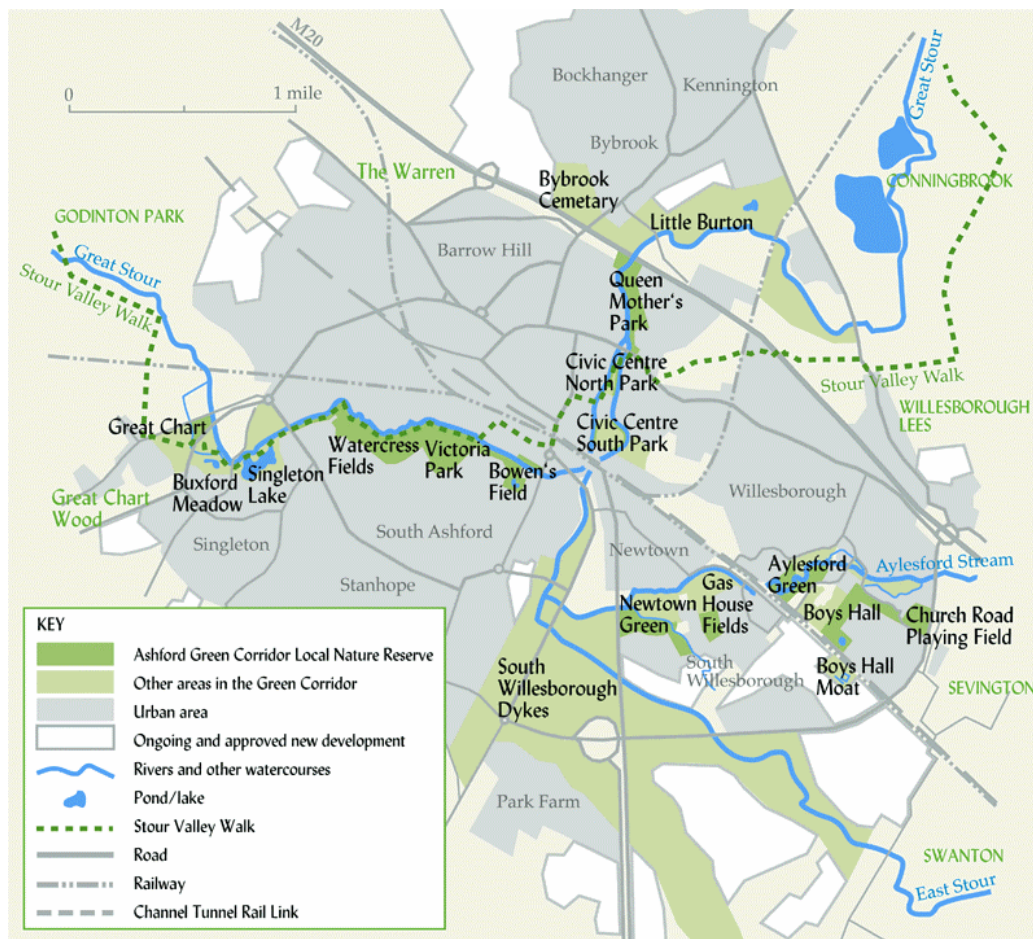 M20
0
1 mile
Bockhanger
Kennington
Great Stour
Bybrook
The Warren
Bybrook
Cemetary
CONNINGBROOK
GODINTON PARK
Little Burton
Great Stour
Barrow Hill
Stour Valley Walk
Queen
Mother's
Park
Civic Centre
North Park
Stour Valley Walk
WILLESBOROUGH
LEES
Great Chart
Watercress
Fields
Victoria
Park
Civic Centre
South Park
Buxford
Meadow
Singleton
Lake
Bowen's
Field
Great Chart
Wood
Willesborough
South Ashford
Singleton
Newtown
Stanhope
Aylesford
Green
Aylesford Stream
Gas
House
Fields
Newtown
Green
Boys Hall
Church Road
Playing Field
South
Willesborough
Boys Hall
Moat
South
Willesborough
Dykes
SEVINGTON
Park Farm
SWANTON
East Stour
KEY
Ashford Green Corridor Local Nature Reserve
Other areas in the Green Corridor
Urban area
Ongoing and approved new development
Rivers and other watercourses
Pond/lake
Stour Valley Walk
Road
Railway
Channel Tunnel Rail Link